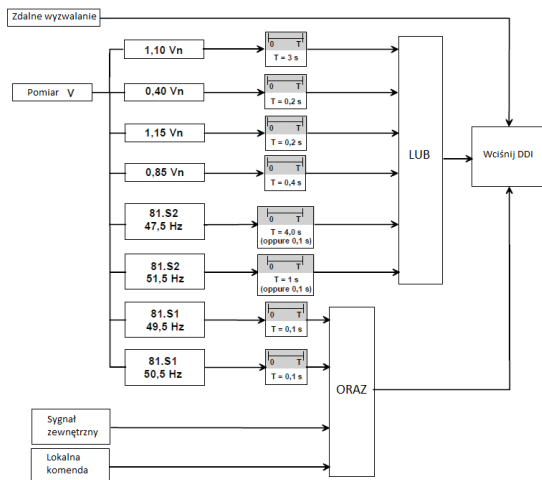 Zdalne wyzwalanie
1,10 Vn
0 T
T = 3 s
Pomiar V
0,40 Vn
0 T
T = 0,2 s
1,15 Vn
0 T
T = 0,2 s
LUB
Wciśnij DDI
0,85 Vn
0 T
T = 0,4 s
81.S2
47,5 Hz
0 T
T = 4,0 s
(oppure 0,1 s)
81.S2
51,5 Hz
0 T
T = 1 s
(oppure 0,1 s)
81.S1
49,5 Hz
0 T
T = 0,1 s
81.S1
50,5 Hz
0 T
T = 0,1 s
ORAZ
Sygnał
zewnętrzny
Lokalna
komenda